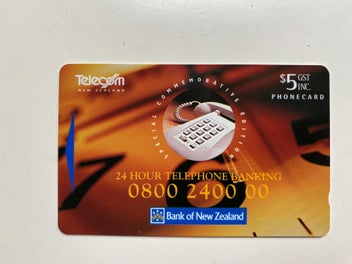 Telecom
NEW ZEALAND
$5 GST INC.
PHONECARD
SPECIAL COMMEMORATIVE EDITION
24 HOUR TELEPHONE BANKING
0800 2400 00
Bank of New Zealand